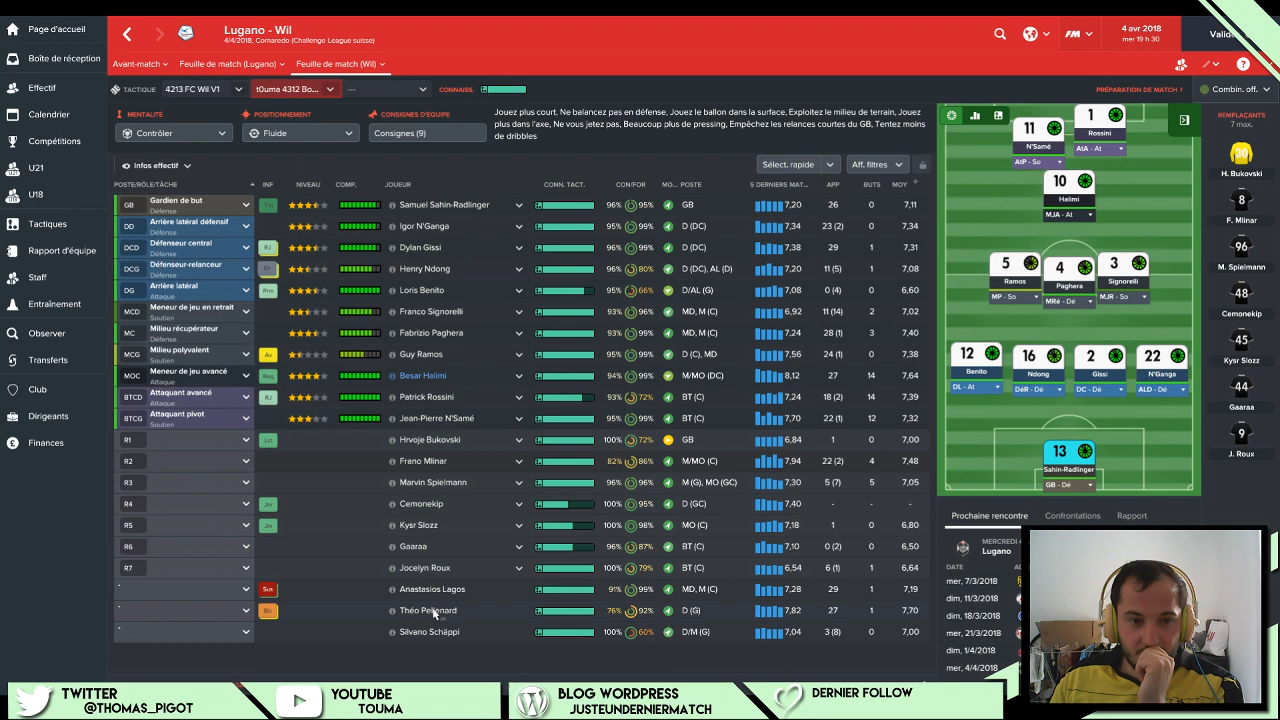 Page d'accueil
Boîte de réception
Effectif
Calendrier
Compétitions
U21
U18
Tactiques
Rapport d'équipe
Staff
Entraînement
Observer
Transferts
Club
Dirigeants
Finances
Lugano - Wil
4/4/2018, Cornaredo (Challenge League suisse)
FM
4 avr 2018
mer 19 h 30
Avant-match
Feuille de match (Lugano)
Feuille de match (Wil)
TACTIQUE
4213 FC Wil V1
t0uma 4312 Bo...
---
CONNAISS.
PRÉPARATION DE MATCH >
Combin. off.
MENTALITÉ
POSITIONNEMENT
CONSIGNES D'ÉQUIPE
Contrôler
Fluide
Consignes (9)
Jouez plus court, Ne balancez pas en défense, Jouez le ballon dans la surface, Exploitez le milieu de terrain, Jouez plus dans l'axe, Ne vous jetez pas, Beaucoup plus de pressing, Empêchez les relances courtes du GB, Tentez moins de dribbles
Infos effectif
Sélect. rapide
Aff. filtres
POSTE/RÔLE/TÂCHE INF NIVEAU COMP. JOUEUR CONN. TACT. CON/FOR MO... POSTE 5 DERNIERS MAT... APP BUTS MOY
GB Gardien de but Défense Samuel Sahin-Radlinger 96% 95% GB 7,20 26 0 7,11
DD Arrière latéral défensif Défense Igor N'Ganga 95% 99% D (DC) 7,34 23 (2) 0 7,34
DCD Défenseur central Défense RJ Dylan Gissi 96% 99% D (DC) 7,38 29 1 7,31
DCG Défenseur-relanceur Défense Henry Ndong 96% 80% D (DC), AL (D) 7,20 11 (5) 1 7,08
DG Arrière latéral Attaque Loris Benito 95% 66% D/AL (G) 7,08 0 (4) 0 6,60
MCD Meneur de jeu en retrait Soutien Franco Signorelli 93% 96% MD, M (C) 6,92 11 (14) 2 7,02
MC Milieu récupérateur Défense Fabrizio Paghera 93% 99% MD, M (C) 7,24 28 (1) 3 7,40
MCG Milieu polyvalent Soutien Av Guy Ramos 95% 99% D (C), MD 7,56 24 (1) 0 7,38
MOC Meneur de jeu avancé Attaque Req Besar Halimi 94% 99% M/MO (DC) 8,12 27 14 7,64
BTCD Attaquant avancé Attaque RJ Patrick Rossini 93% 72% BT (C) 7,24 18 (2) 14 7,39
BTCG Attaquant pivot Soutien Jean-Pierre N'Samé 95% 99% BT (C) 7,70 22 (1) 12 7,32
R1 Hrvoje Bukovski 100% 72% GB 6,84 1 0 7,00
R2 Frano Mlinar 82% 86% M/MO (C) 7,94 22 (2) 4 7,48
R3 Marvin Spielmann 96% 96% M (G), MO (GC) 7,30 5 (7) 5 7,05
R4 Cemonekip 100% 95% D (GC) 7,40 - - -
R5 Kysr Slozz 100% 98% MO (C) 7,18 1 0 6,80
R6 Gaaraa 96% 87% BT (C) 7,10 0 (2) 0 6,50
R7 Jocelyn Roux 100% 79% BT (C) 6,54 6 (1) 1 6,64
- Sus Anastasios Lagos 91% 99% MD, M (C) 7,28 29 1 7,19
- Bls Théo Pellenard 76% 92% D (G) 7,82 27 1 7,70
- Silvano Schäppi 100% 60% D/M (G) 7,04 3 (8) 0 7,00
11
N'Samé
AtP - So
1
Rossini
AtA - At
10
Halimi
MJA - At
5
Ramos
MP - So
4
Paghera
MRé - Dé
3
Signorelli
MJR - So
12
Benito
DL - At
16
Ndong
DéR - Dé
2
Gissi
DC - Dé
22
N'Ganga
ALD - Dé
13
Sahin-Radlinger
GB - Dé
REMPLAÇANTS
7 max.
30
H. Bukovski
8
F. Mlinar
96
M. Spielmann
48
Cemonekip
45
Kysr Slozz
44
Gaaraa
9
J. Roux
Prochaine rencontre
Confrontations
Rapport
Lugano
DATE
mer, 7/3/2018
dim, 11/3/2018
dim, 18/3/2018
mer, 21/3/2018
dim, 1/4/2018
mer, 4/4/2018
TWITTER
@THOMAS_PIGOT
YOUTUBE
TOUMA
BLOG WORDPRESS
JUSTEUNDERNIERMATCH
DERNIER FOLLOW